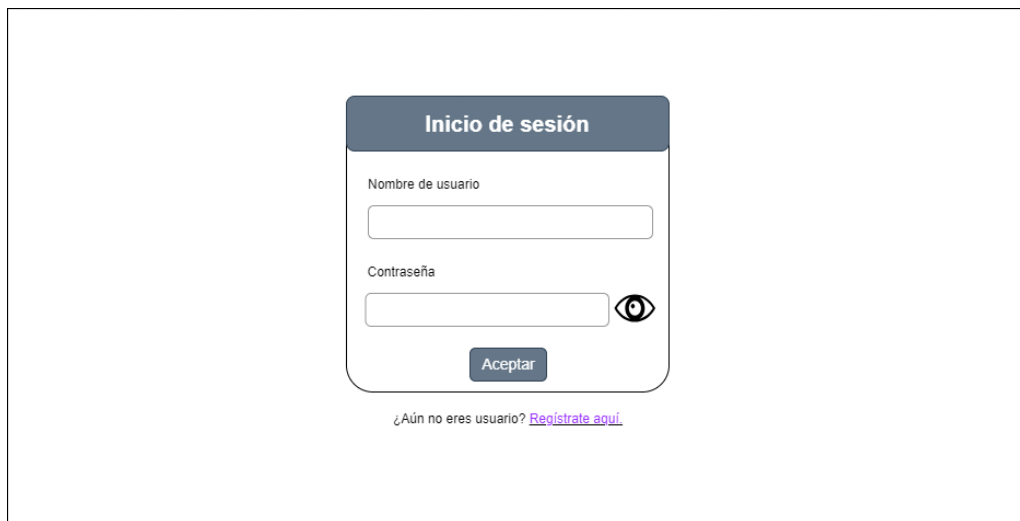 Inicio de sesión
Nombre de usuario
Contraseña
Aceptar
¿Aún no eres usuario? Regístrate aquí.